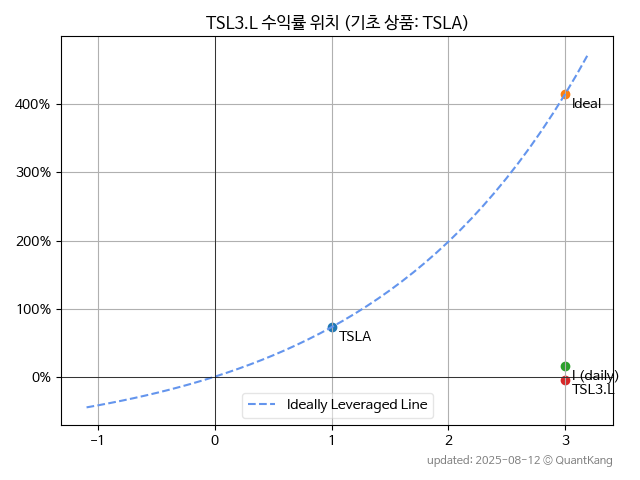 TSL3.L 수익률 위치 (기초 상품: TSLA)
400%
300%
200%
100%
0%
Ideal
TSLA
I (daily)
TSL3.L
Ideally Leveraged Line
−1
0
1
2
3
updated: 2025-08-12 © QuantKang